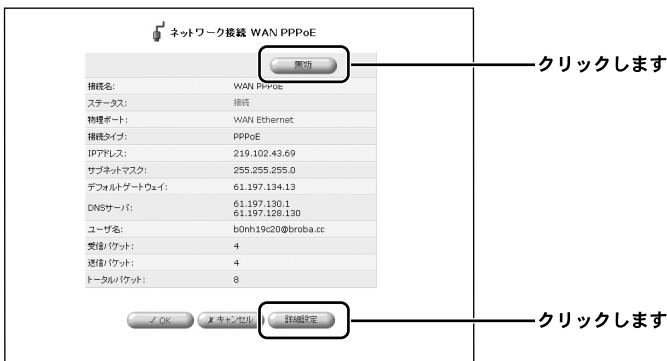 ネットワーク接続 WAN PPPoE
無効
クリックします
接続名: WAN PPPoE
ステータス: 接続
物理ポート: WAN Ethernet
接続タイプ: PPPoE
IPアドレス: 219.102.43.69
サブネットマスク: 255.255.255.0
デフォルトゲートウェイ: 61.197.134.13
DNSサーバ: 61.197.130.1
61.197.128.130
ユーザ名: b0nh19c20@broba.cc
受信パケット: 4
送信パケット: 4
トータルパケット: 8
✓ OK ✗ キャンセル 詳細設定
クリックします